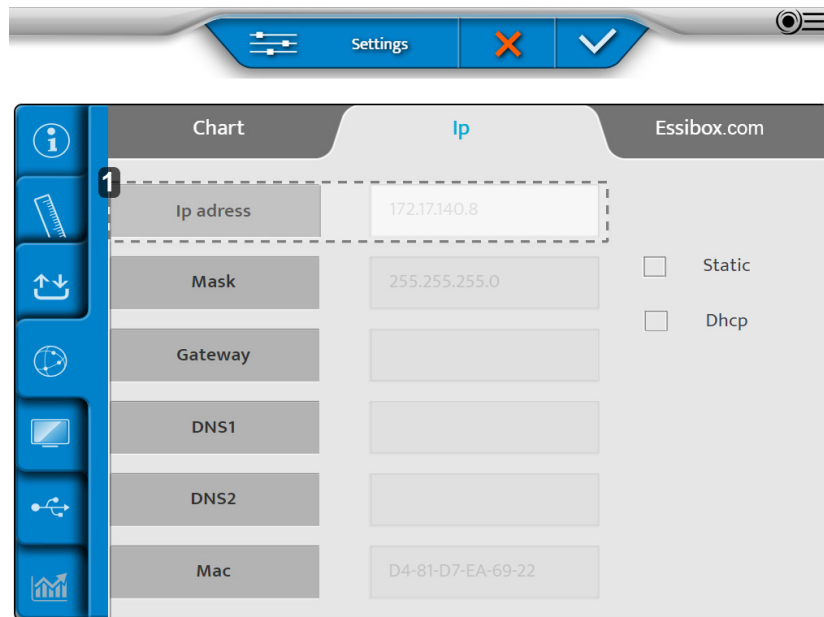 Settings
Chart Ip Essibox.com
1
Ip adress 172.17.140.8
Mask 255.255.255.0 Static
Dhcp
Gateway
DNS1
DNS2
Mac D4-81-D7-EA-69-22